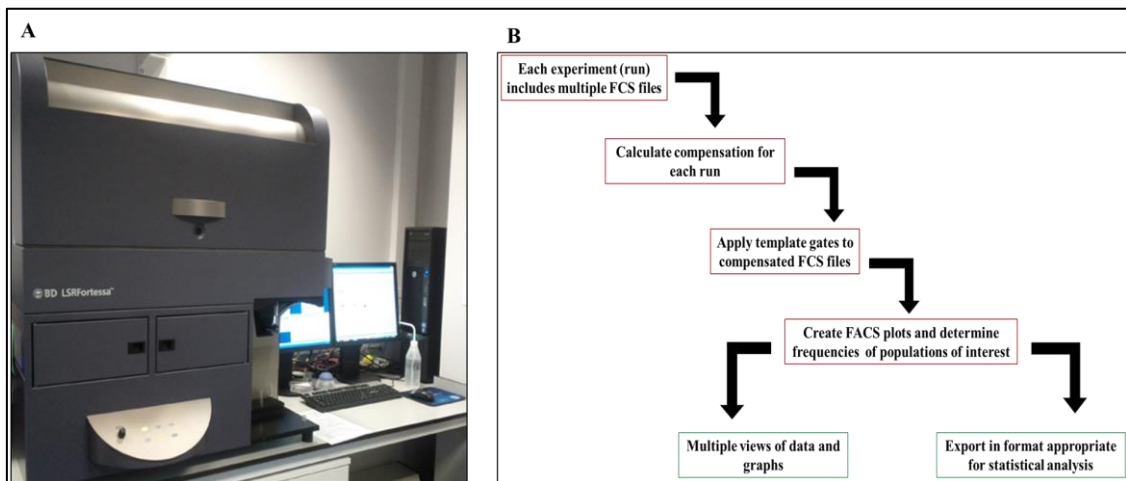 A
BD LSRFortessa™
B
Each experiment (run)
includes multiple FCS files
Calculate compensation for
each run
Apply template gates to
compensated FCS files
Create FACS plots and determine
frequencies of populations of interest
Multiple views of data and
graphs
Export in format appropriate
for statistical analysis